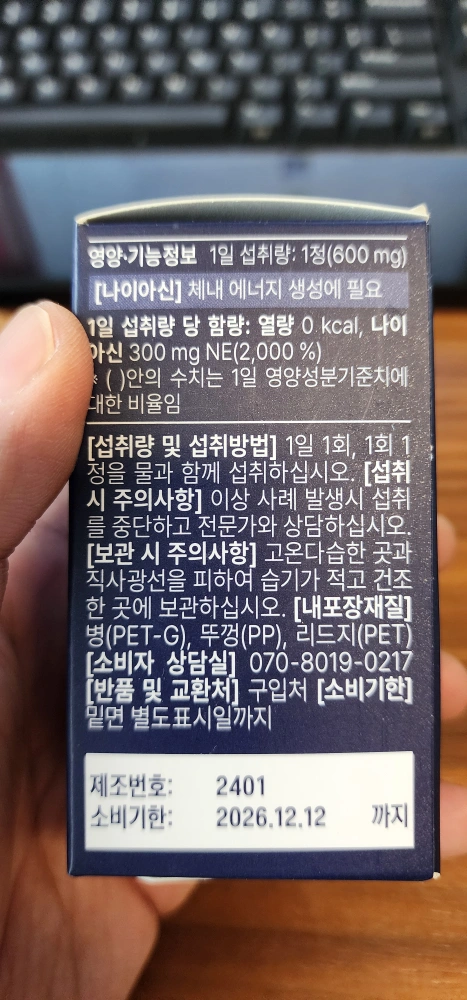 영양·기능정보 1일 섭취량: 1정(600 mg)
[나이아신] 체내 에너지 생성에 필요
1일 섭취량 당 함량: 열량 0 kcal, 나이
아신 300 mg NE(2,000 %)
* ( )안의 수치는 1일 영양성분기준치에
대한 비율임
[섭취량 및 섭취방법] 1일 1회, 1회 1
정을 물과 함께 섭취하십시오. [섭취
시 주의사항] 이상 사례 발생시 섭취
를 중단하고 전문가와 상담하십시오.
[보관 시 주의사항] 고온다습한 곳과
직사광선을 피하여 습기가 적고 건조
한 곳에 보관하십시오. [내포장재질]
병(PET-G), 뚜껑(PP), 리드지(PET)
[소비자 상담실] 070-8019-0217
[반품 및 교환처] 구입처 [소비기한]
밑면 별도표시일까지
제조번호: 2401
소비기한: 2026.12.12 까지